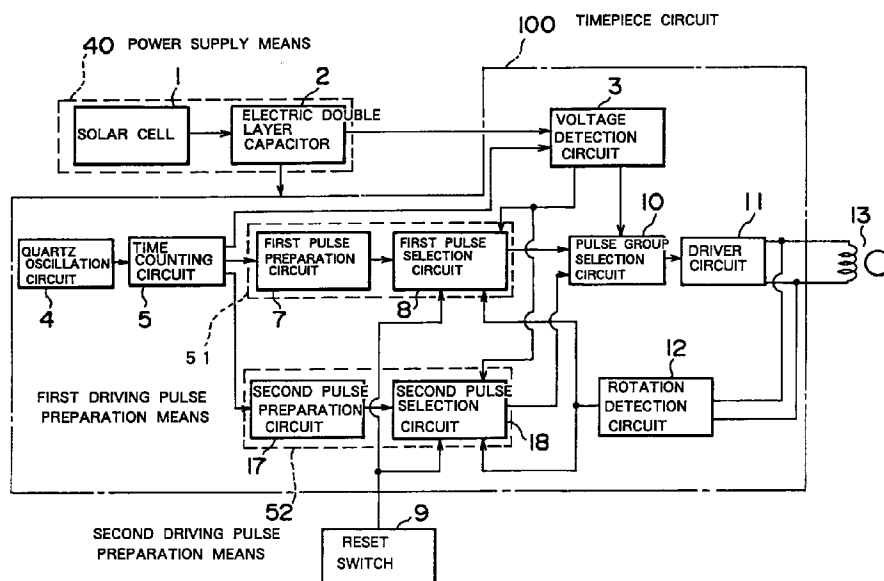 100 TIMEPIECE CIRCUIT
40 POWER SUPPLY MEANS
1
2
3
SOLAR CELL
ELECTRIC DOUBLE
LAYER
CAPACITOR
VOLTAGE
DETECTION
CIRCUIT
10
11
13
QUARTZ
OSCILLATION
CIRCUIT
4
TIME
COUNTING
CIRCUIT
5
FIRST PULSE
PREPARATION
CIRCUIT
7
FIRST PULSE
SELECTION
CIRCUIT
8
PULSE GROUP
SELECTION
CIRCUIT
DRIVER
CIRCUIT
51
12
FIRST DRIVING PULSE
PREPARATION MEANS
SECOND PULSE
PREPARATION
CIRCUIT
17
SECOND PULSE
SELECTION
CIRCUIT
18
ROTATION
DETECTION
CIRCUIT
52
SECOND DRIVING PULSE
PREPARATION MEANS
9
RESET
SWITCH